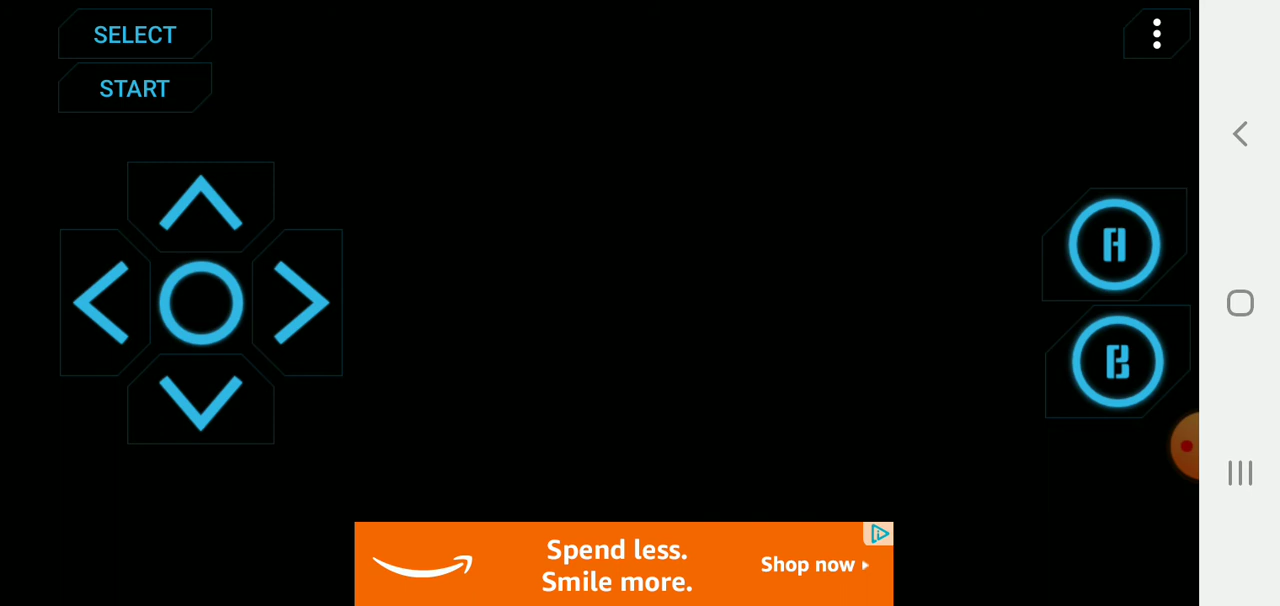 SELECT
START
A
B
Spend less.
Smile more.
Shop now